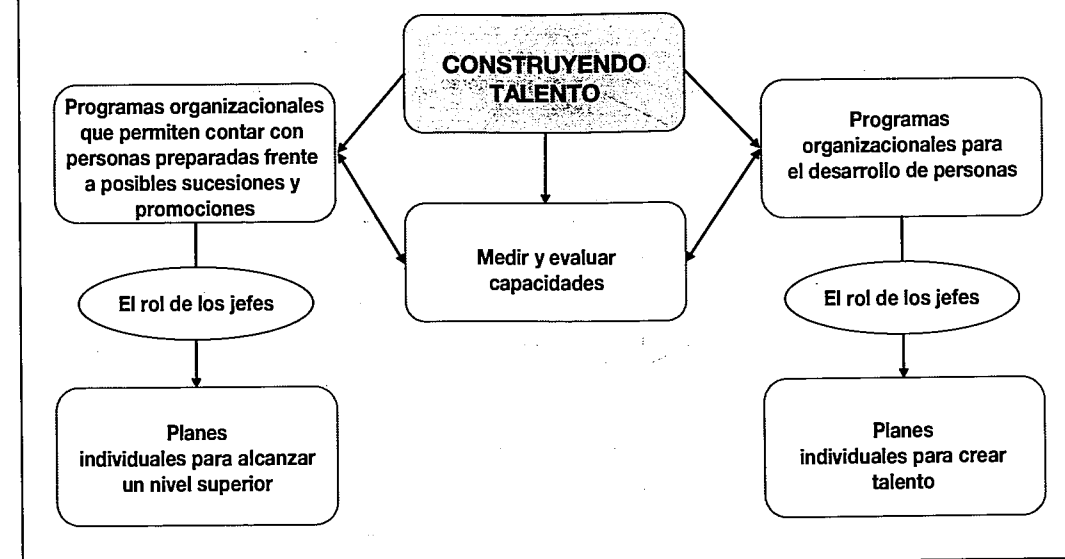 CONSTRUYENDO
TALENTO
Programas organizacionales
que permiten contar con
personas preparadas frente
a posibles sucesiones y
promociones
Medir y evaluar
capacidades
Programas
organizacionales para
el desarrollo de personas
El rol de los jefes
El rol de los jefes
Planes
individuales para alcanzar
un nivel superior
Planes
individuales para crear
talento